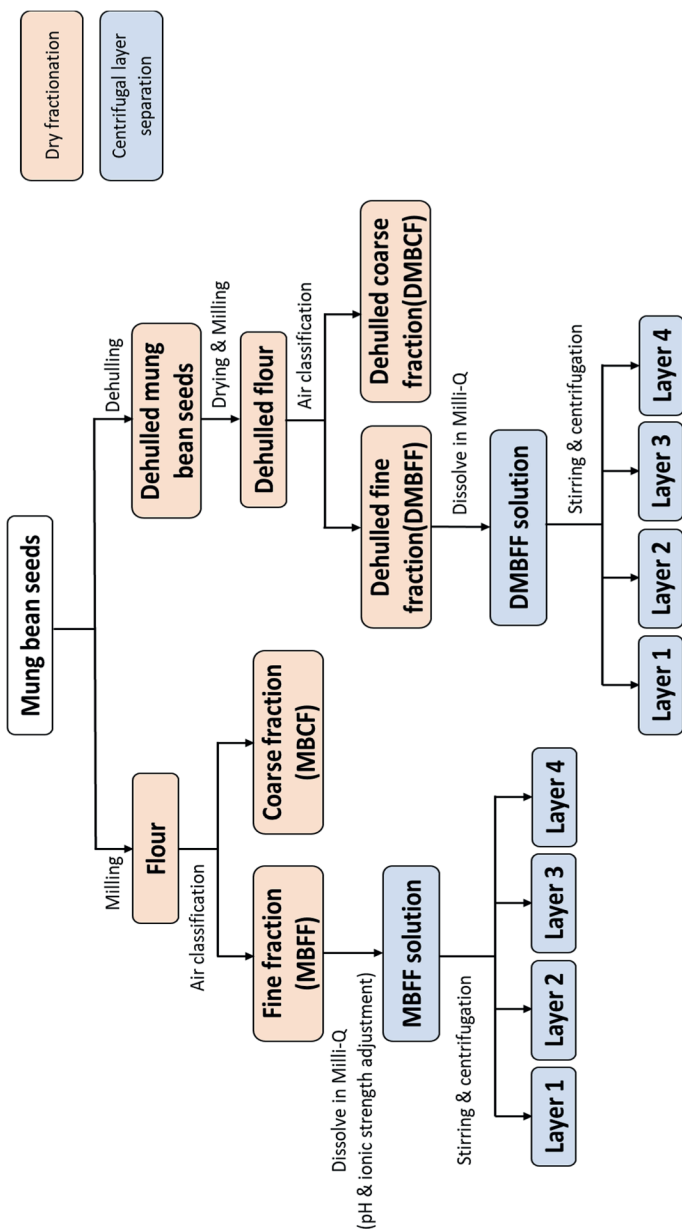 Dry fractionation
Centrifugal layer
separation
Mung bean seeds
Milling
Dehulling
Flour
Dehulled mung
bean seeds
Air classification
Drying & Milling
Fine fraction
(MBFF)
Coarse fraction
(MBCF)
Dehulled flour
Air classification
Dissolve in Milli-Q
(pH & ionic strength adjustment)
Dehulled fine
fraction(DMBFF)
Dehulled coarse
fraction(DMBCF)
MBFF solution
Dissolve in Milli-Q
Stirring & centrifugation
DMBFF solution
Layer 1
Layer 2
Layer 3
Layer 4
Stirring & centrifugation
Layer 1
Layer 2
Layer 3
Layer 4